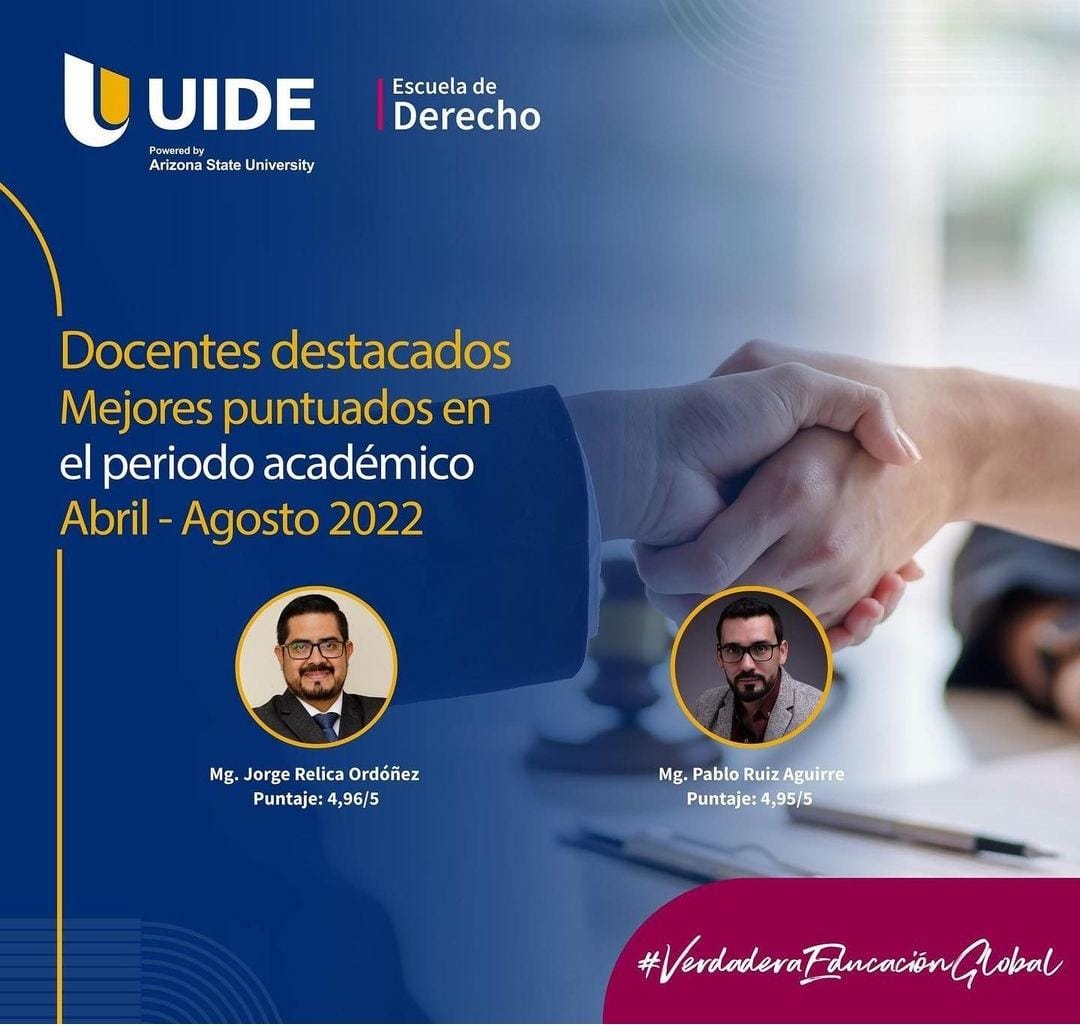 UIDE
Powered by
Arizona State University
Escuela de
Derecho
Docentes destacados
Mejores puntuados en
el periodo académico
Abril - Agosto 2022
Mg. Jorge Relica Ordóñez
Puntaje: 4,96/5
Mg. Pablo Ruiz Aguirre
Puntaje: 4,95/5
#VerdaderaEducaciónGlobal